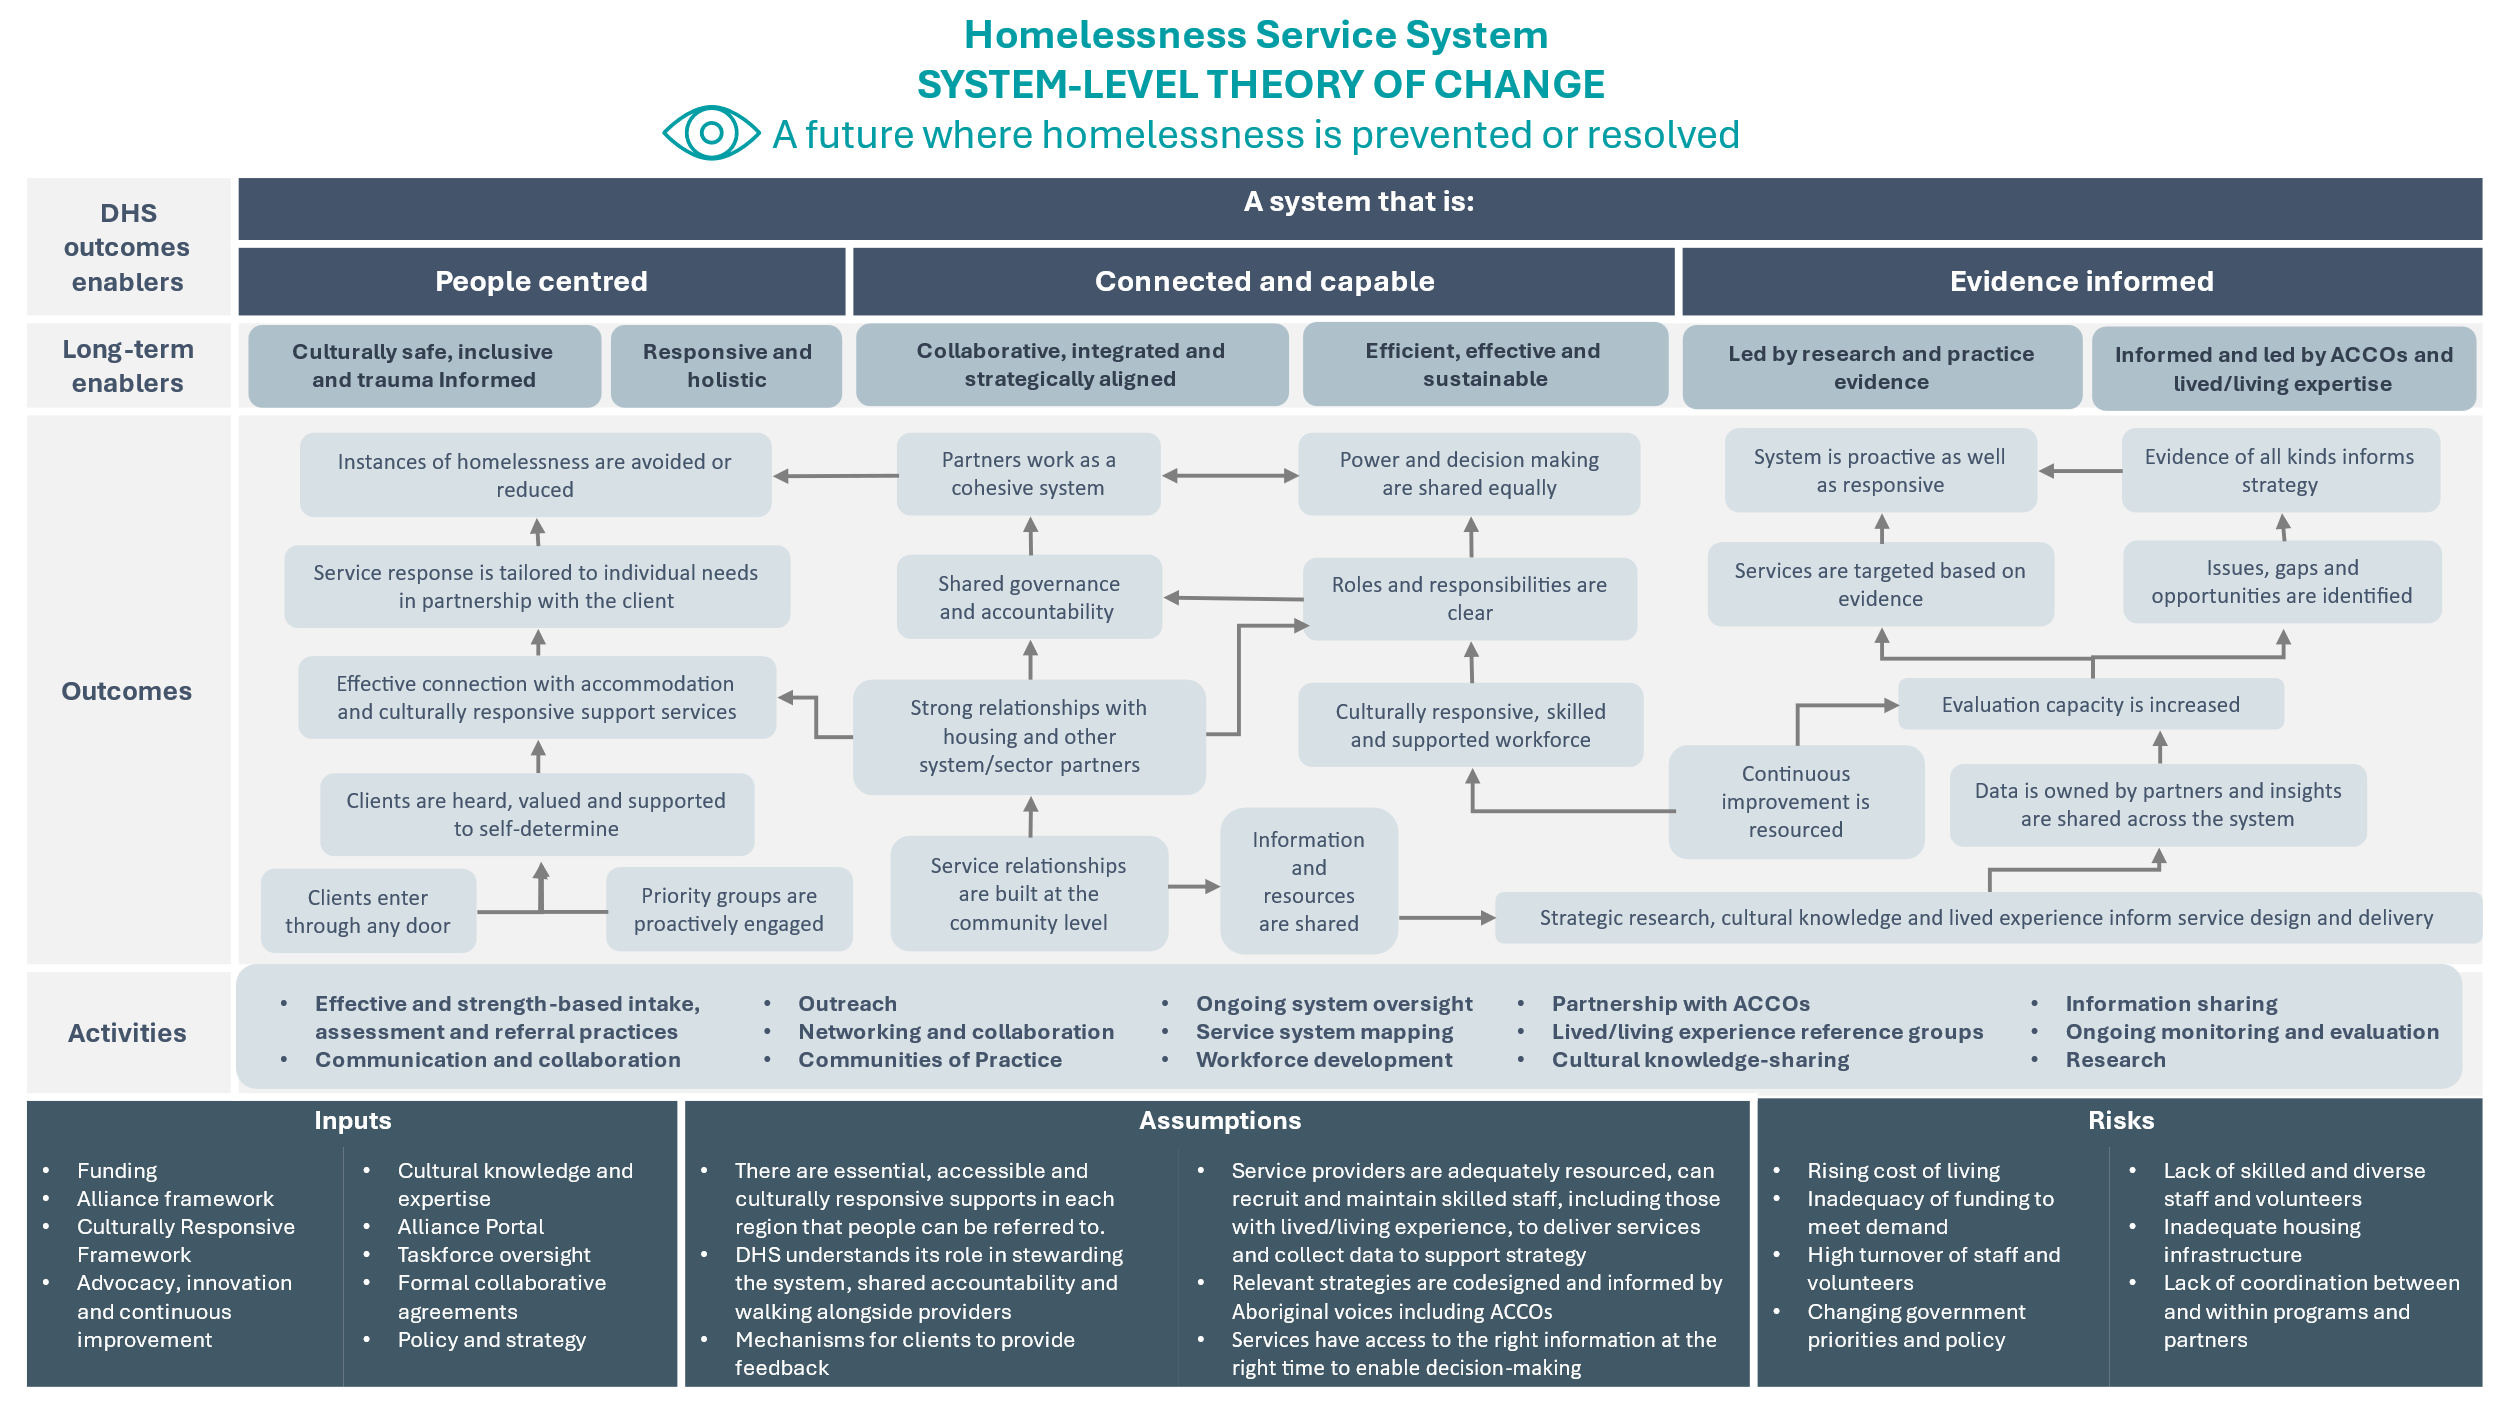 Homelessness Service System
SYSTEM-LEVEL THEORY OF CHANGE
A future where homelessness is prevented or resolved
DHS
outcomes
enablers
A system that is:
People centred
Connected and capable
Evidence informed
Long-term
enablers
Culturally safe, inclusive
and trauma Informed
Responsive and
holistic
Collaborative, integrated and
strategically aligned
Efficient, effective and
sustainable
Led by research and practice
evidence
Informed and led by ACCOs and
lived/living expertise
Outcomes
Instances of homelessness are avoided or
reduced
Service response is tailored to individual needs
in partnership with the client
Effective connection with accommodation
and culturally responsive support services
Clients are heard, valued and supported
to self-determine
Clients enter
through any door
Priority groups are
proactively engaged
Partners work as a
cohesive system
Shared governance
and accountability
Strong relationships with
housing and other
system/sector partners
Service relationships
are built at the
community level
Information
and
resources
are shared
Power and decision making
are shared equally
Roles and responsibilities are
clear
Culturally responsive, skilled
and supported workforce
System is proactive as well
as responsive
Evidence of all kinds informs
strategy
Services are targeted based on
evidence
Issues, gaps and
opportunities are identified
Evaluation capacity is increased
Continuous
improvement is
resourced
Data is owned by partners and insights
are shared across the system
Strategic research, cultural knowledge and lived experience inform service design and delivery
Activities
• Effective and strength-based intake,
assessment and referral practices
• Communication and collaboration
• Outreach
• Networking and collaboration
• Communities of Practice
• Ongoing system oversight
• Service system mapping
• Workforce development
• Partnership with ACCOs
• Lived/living experience reference groups
• Cultural knowledge-sharing
• Information sharing
• Ongoing monitoring and evaluation
• Research
Inputs
• Funding
• Alliance framework
• Culturally Responsive
Framework
• Advocacy, innovation
and continuous
improvement
• Cultural knowledge and
expertise
• Alliance Portal
• Taskforce oversight
• Formal collaborative
agreements
• Policy and strategy
Assumptions
• There are essential, accessible and
culturally responsive supports in each
region that people can be referred to.
• DHS understands its role in stewarding
the system, shared accountability and
walking alongside providers
• Mechanisms for clients to provide
feedback
• Service providers are adequately resourced, can
recruit and maintain skilled staff, including those
with lived/living experience, to deliver services
and collect data to support strategy
• Relevant strategies are codesigned and informed by
Aboriginal voices including ACCOs
• Services have access to the right information at the
right time to enable decision-making
Risks
• Rising cost of living
• Inadequacy of funding to
meet demand
• High turnover of staff and
volunteers
• Changing government
priorities and policy
• Lack of skilled and diverse
staff and volunteers
• Inadequate housing
infrastructure
• Lack of coordination between
and within programs and
partners